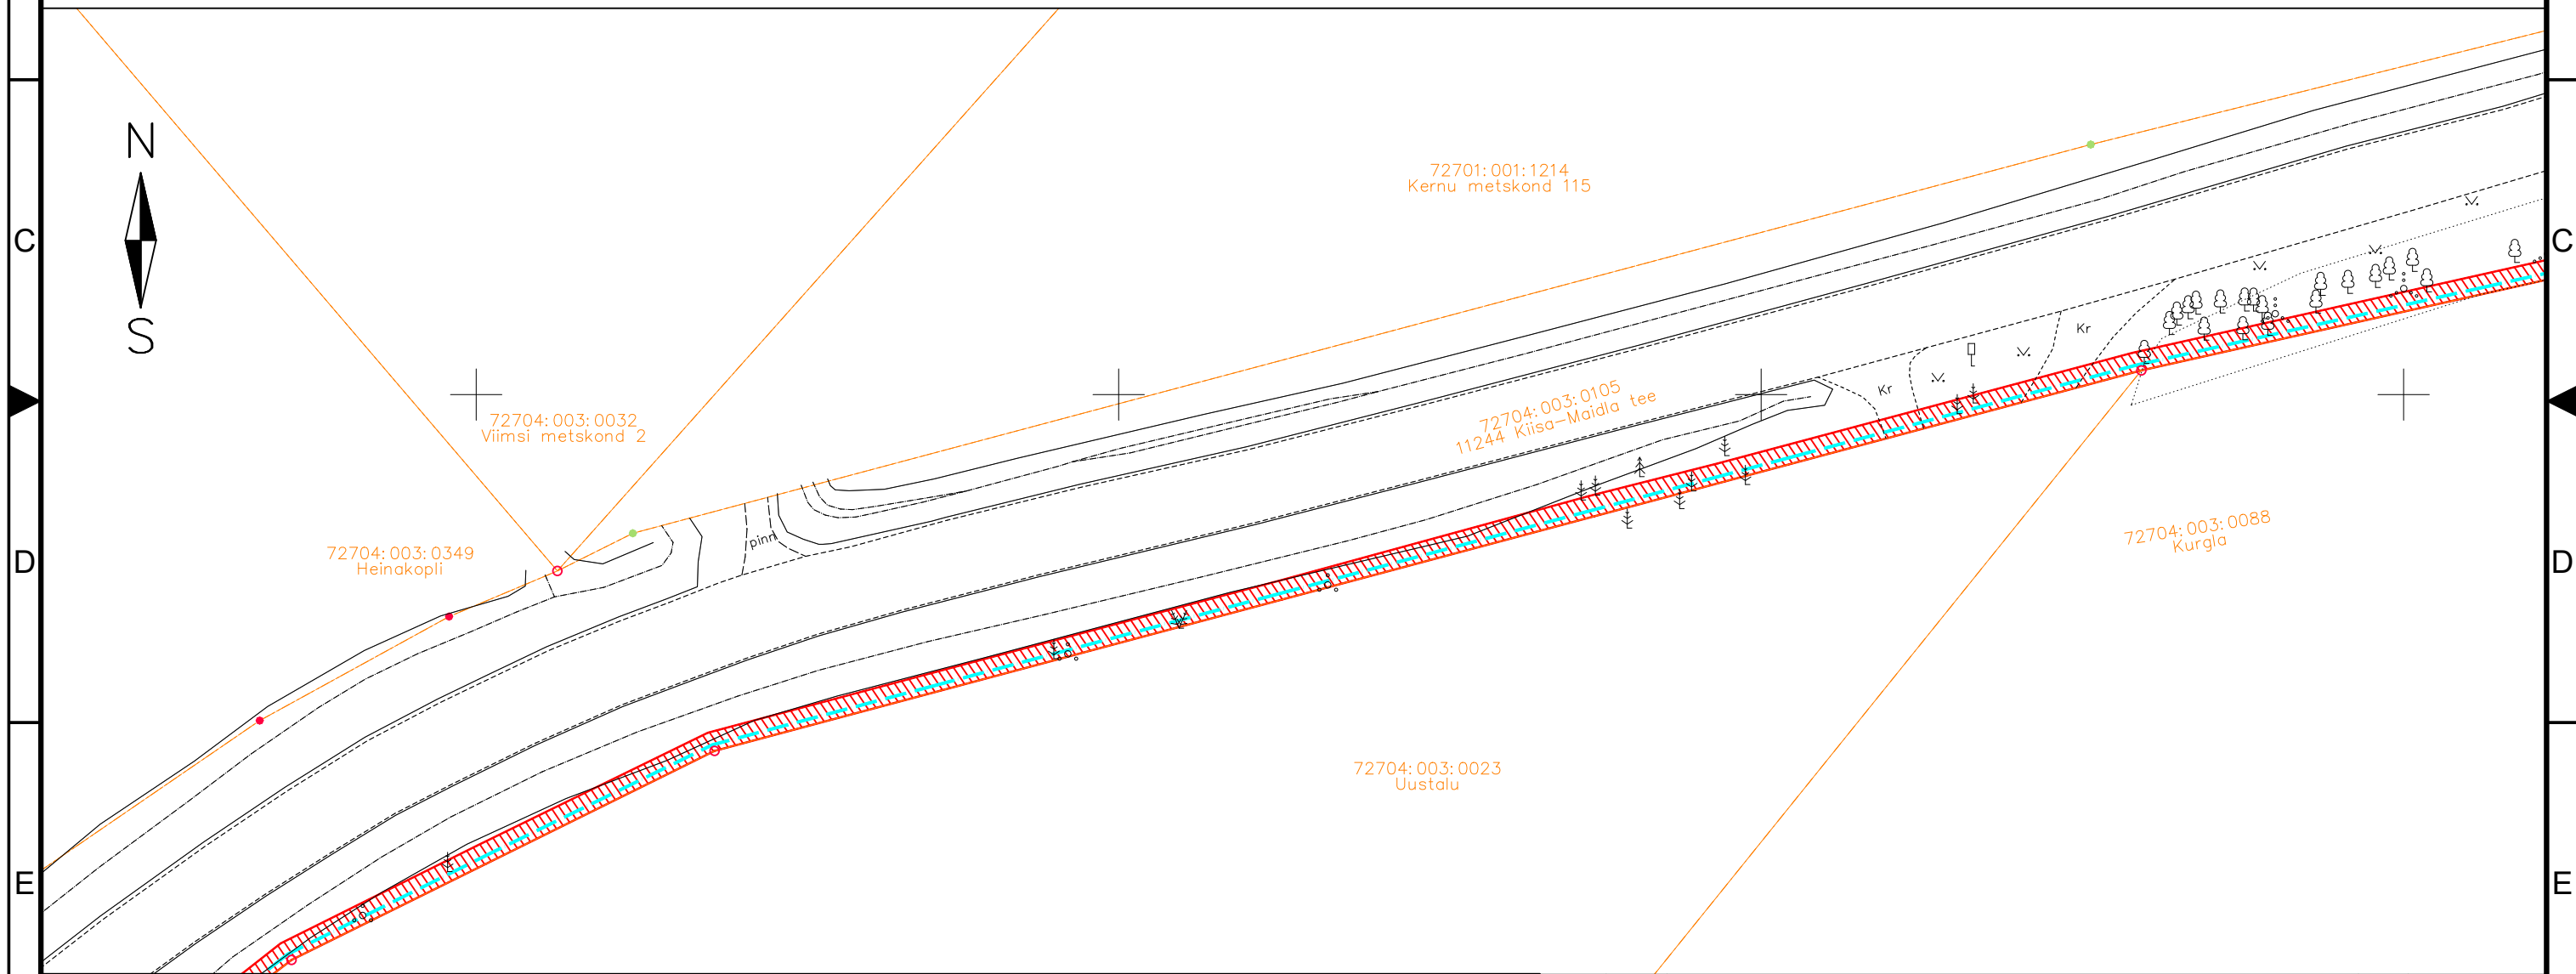 N
S
C
C
D
D
E
E
72701:001:1214
Kernu metskond 115
72704:003:0032
Viimsi metskond 2
72704:003:0105
11244 Kiisa-Maidla tee
Kr
Kr
pinn
72704:003:0349
Heinakopli
72704:003:0088
Kurgla
72704:003:0023
Uustalu